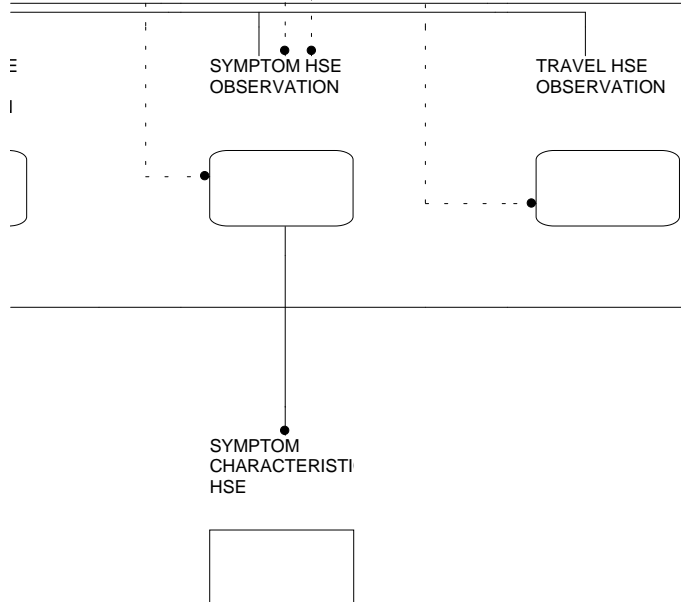 E
I
SYMPTOM HSE
OBSERVATION
TRAVEL HSE
OBSERVATION
SYMPTOM
CHARACTERISTI
HSE